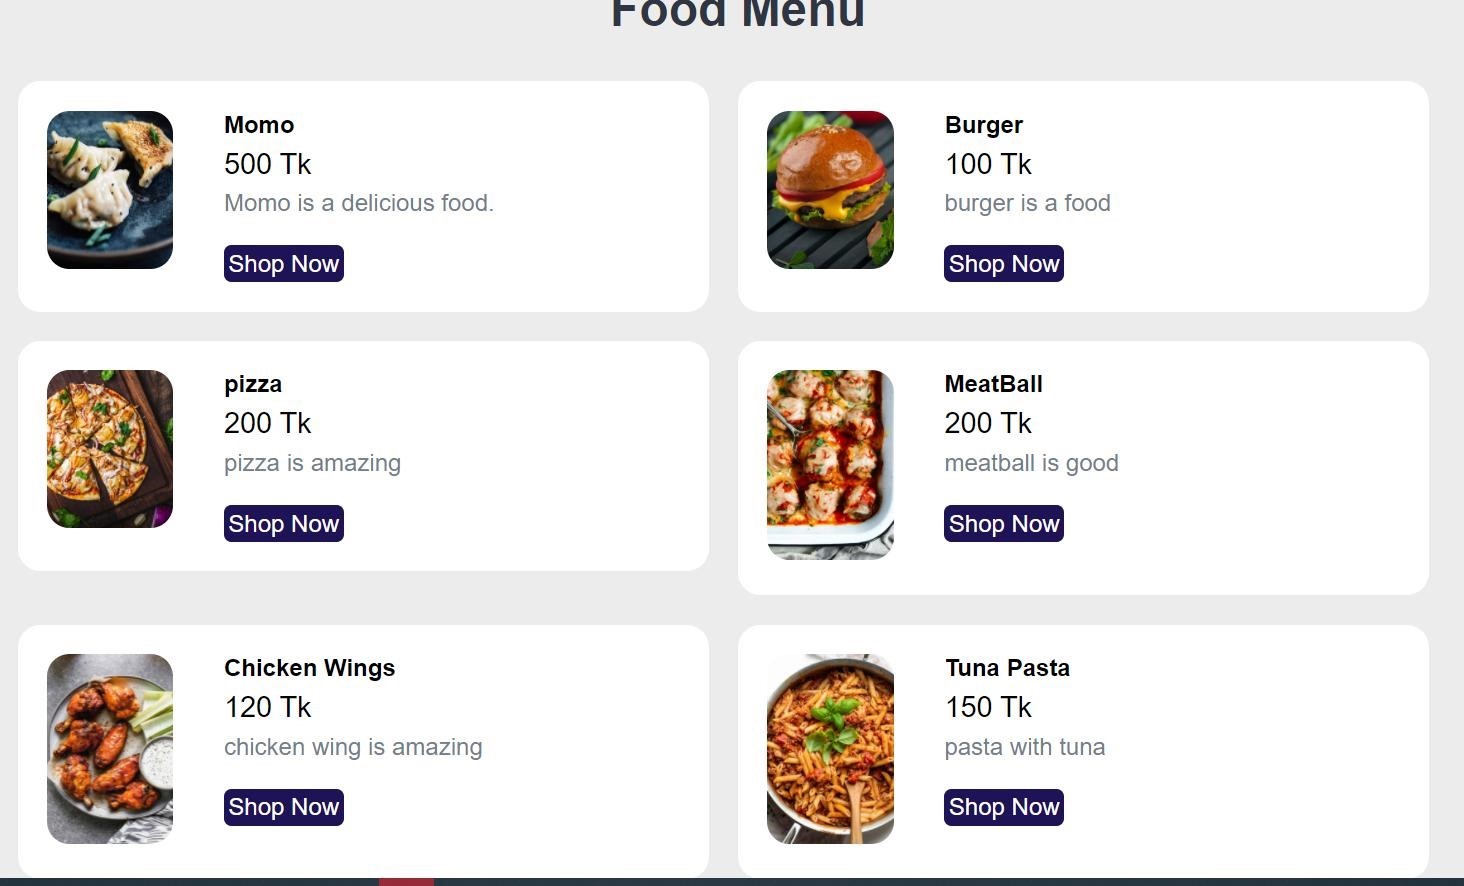 Food Menu
Momo
500 Tk
Momo is a delicious food.
Shop Now
Burger
100 Tk
burger is a food
Shop Now
pizza
200 Tk
pizza is amazing
Shop Now
MeatBall
200 Tk
meatball is good
Shop Now
Chicken Wings
120 Tk
chicken wing is amazing
Shop Now
Tuna Pasta
150 Tk
pasta with tuna
Shop Now